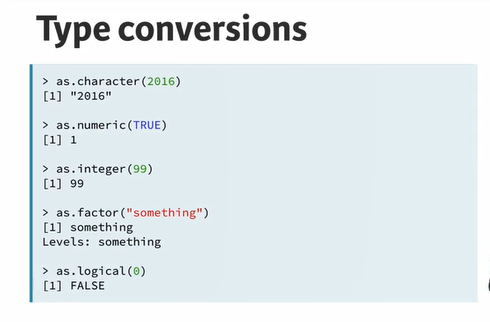 Type conversions
> as.character(2016)
[1] "2016"
> as.numeric(TRUE)
[1] 1
> as.integer(99)
[1] 99
> as.factor("something")
[1] something
Levels: something
> as.logical(0)
[1] FALSE